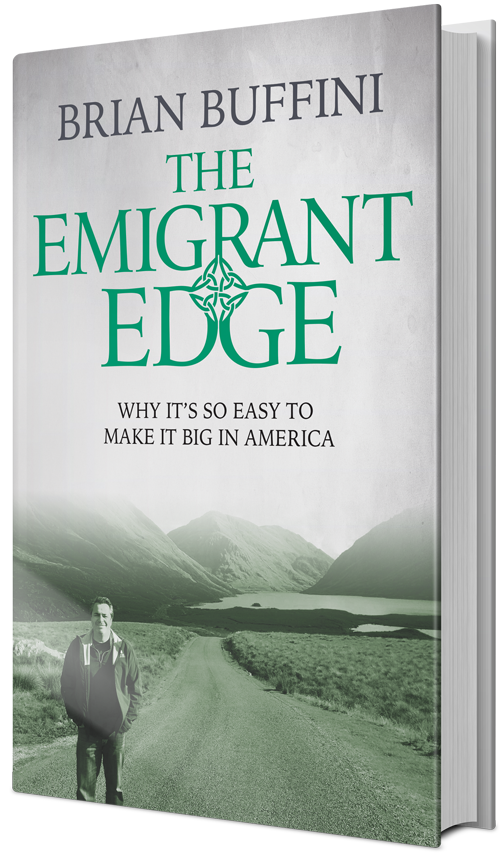 BRIAN BUFFINI
THE
EMIGRANT
EDGE
WHY IT'S SO EASY TO
MAKE IT BIG IN AMERICA